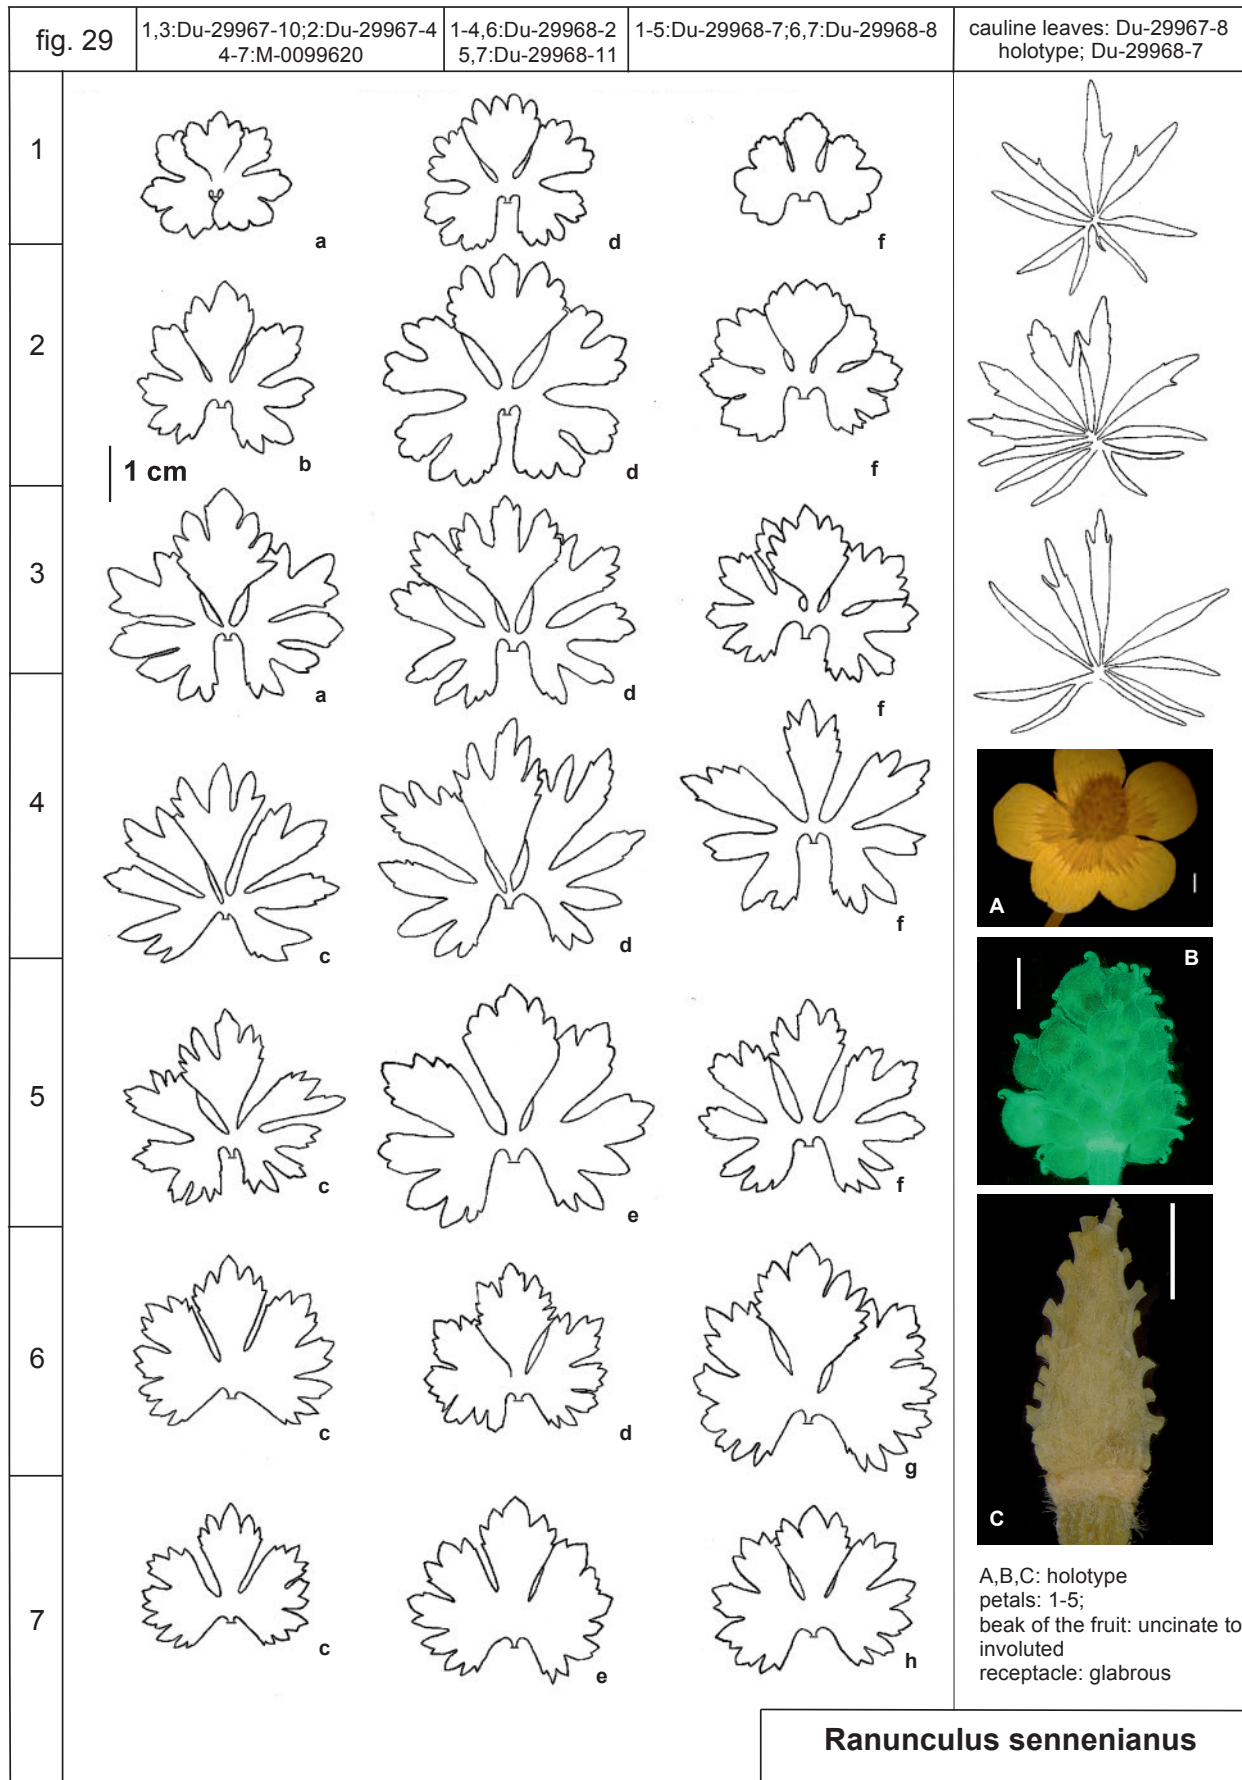 fig. 29
1,3:Du-29967-10;2:Du-29967-4
4-7:M-0099620
1-4,6:Du-29968-2
5,7:Du-29968-11
1-5:Du-29968-7;6,7:Du-29968-8
cauline leaves: Du-29967-8
holotype; Du-29968-7
1
a
d
f
2
b
d
f
1 cm
3
a
d
f
4
c
d
f
A
B
5
c
e
f
C
6
c
d
g
7
c
e
h
A,B,C: holotype
petals: 1-5;
beak of the fruit: uncinate to
involuted
receptacle: glabrous
Ranunculus sennenianus